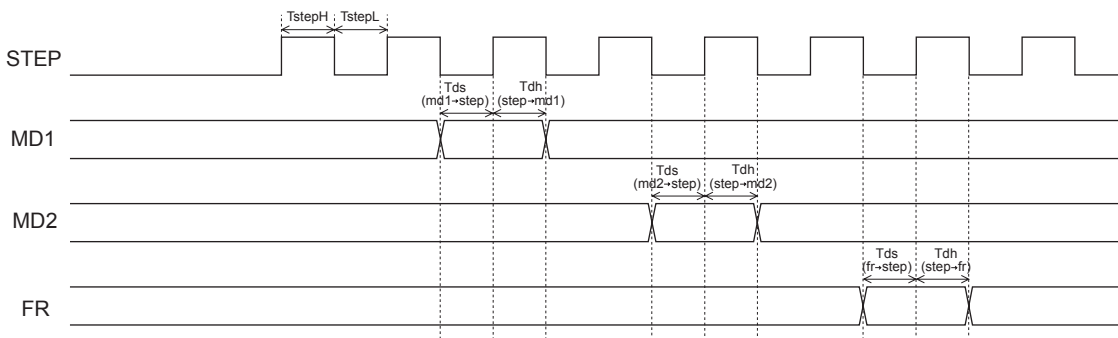 TstepH TstepL
STEP
Tds Tdh
(md1→step) (step→md1)
MD1
Tds Tdh
(md2→step) (step→md2)
MD2
Tds Tdh
(fr→step) (step→fr)
FR